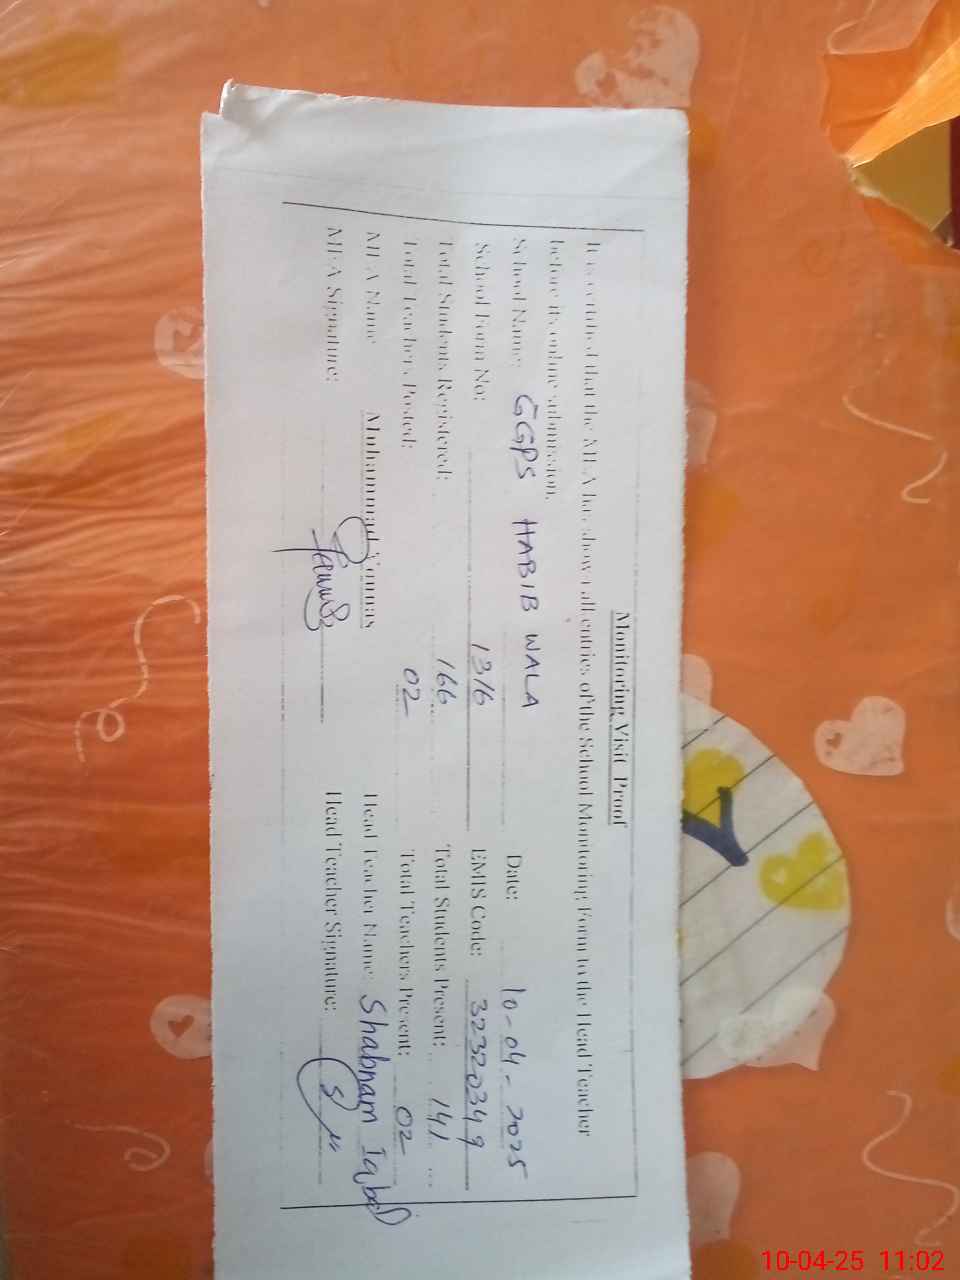 Monitoring Visit Proof
It is certified that the MEA has shown all entries of the School Monitoring Form to the Head Teacher
before its online submission.
School Name: GGPS HABIB WALA Date: 10-04-2025
School Form No: 1316 EMIS Code: 32320349
Total Students Registered: 166 Total Students Present: 141
Total Teachers Posted: 02 Total Teachers Present: 02
MEA Name Muhammad Head Teacher Name: Shabnam Iqbal
MEA Signature: Head Teacher Signature:
10-04-25 11:02